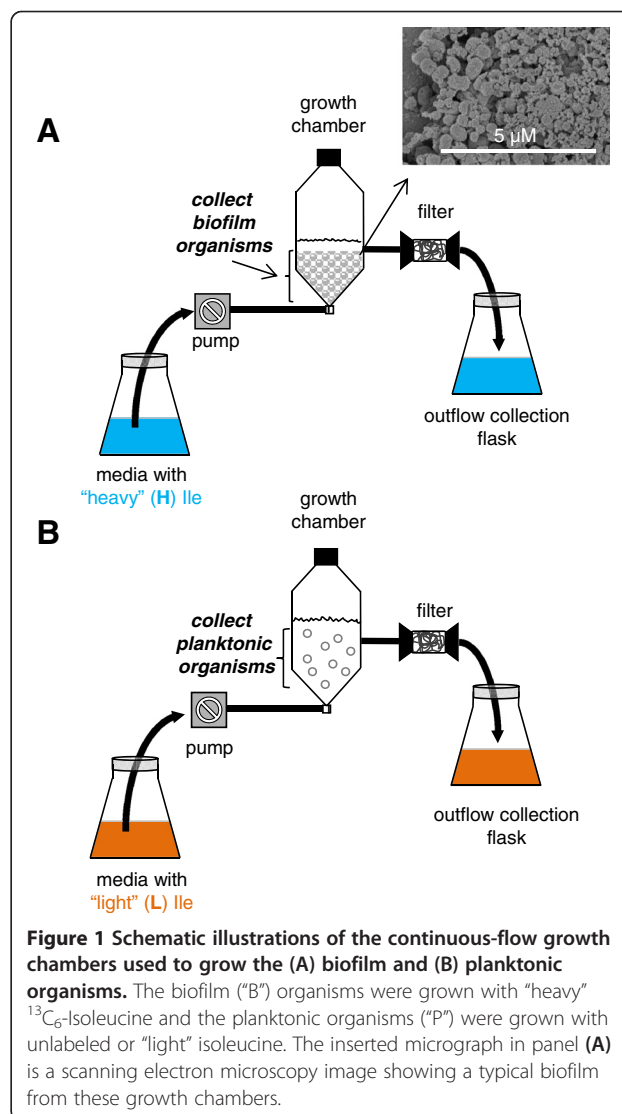 A
growth
chamber
5 µM
collect
biofilm
organisms
filter
pump
media with
"heavy" (H) Ile
outflow collection
flask
B
growth
chamber
collect
planktonic
organisms
filter
pump
media with
"light" (L) Ile
outflow collection
flask
Figure 1 Schematic illustrations of the continuous-flow growth
chambers used to grow the (A) biofilm and (B) planktonic
organisms. The biofilm ("B") organisms were grown with "heavy"
¹³C₆-Isoleucine and the planktonic organisms ("P") were grown with
unlabeled or "light" isoleucine. The inserted micrograph in panel (A)
is a scanning electron microscopy image showing a typical biofilm
from these growth chambers.